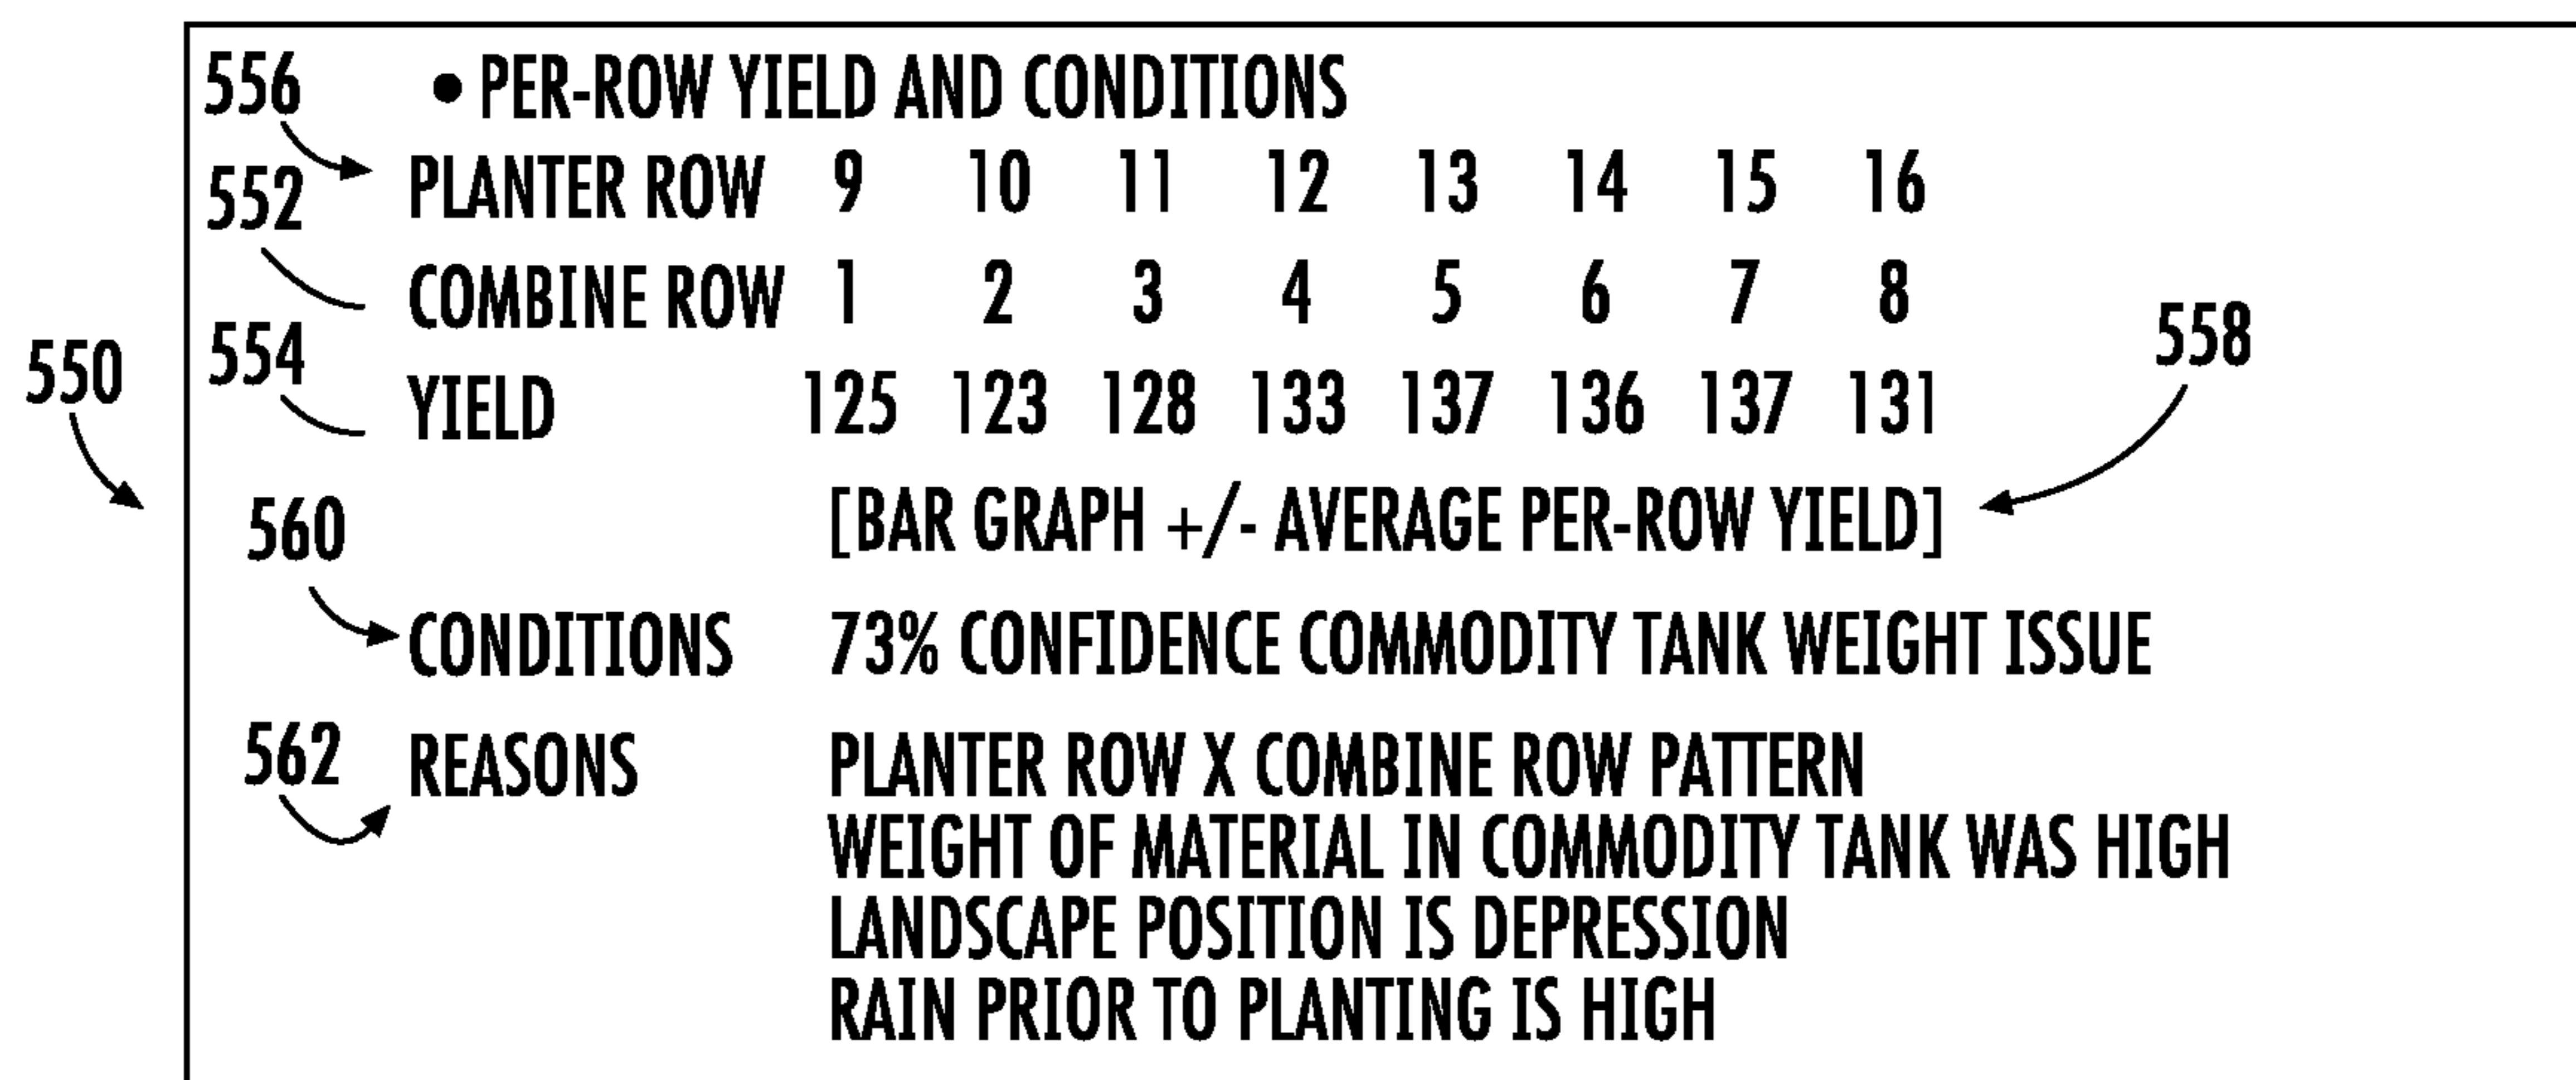 556 • PER-ROW YIELD AND CONDITIONS
PLANTER ROW 9 10 11 12 13 14 15 16
552
COMBINE ROW 1 2 3 4 5 6 7 8
558
554
550
YIELD 125 123 128 133 137 136 137 131
[BAR GRAPH +/- AVERAGE PER-ROW YIELD]
560
CONDITIONS 73% CONFIDENCE COMMODITY TANK WEIGHT ISSUE
562 REASONS PLANTER ROW X COMBINE ROW PATTERN
WEIGHT OF MATERIAL IN COMMODITY TANK WAS HIGH
LANDSCAPE POSITION IS DEPRESSION
RAIN PRIOR TO PLANTING IS HIGH